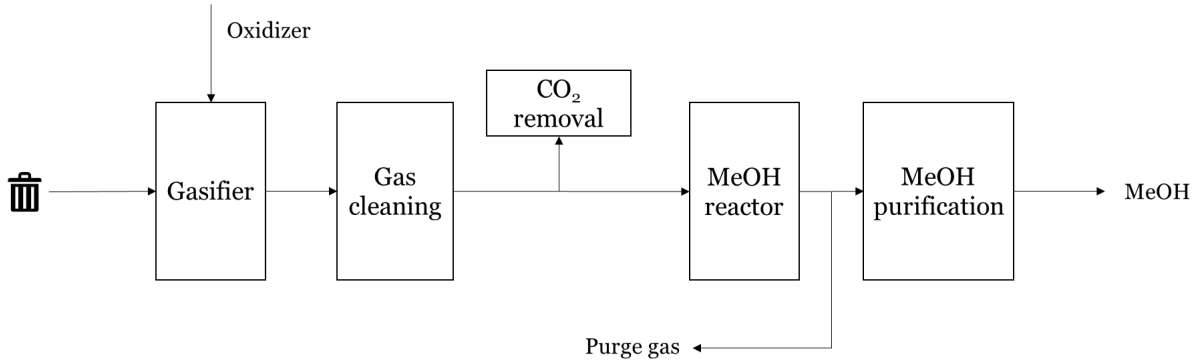 Oxidizer
CO₂
removal
Gasifier
Gas
cleaning
MeOH
reactor
MeOH
purification
MeOH
Purge gas